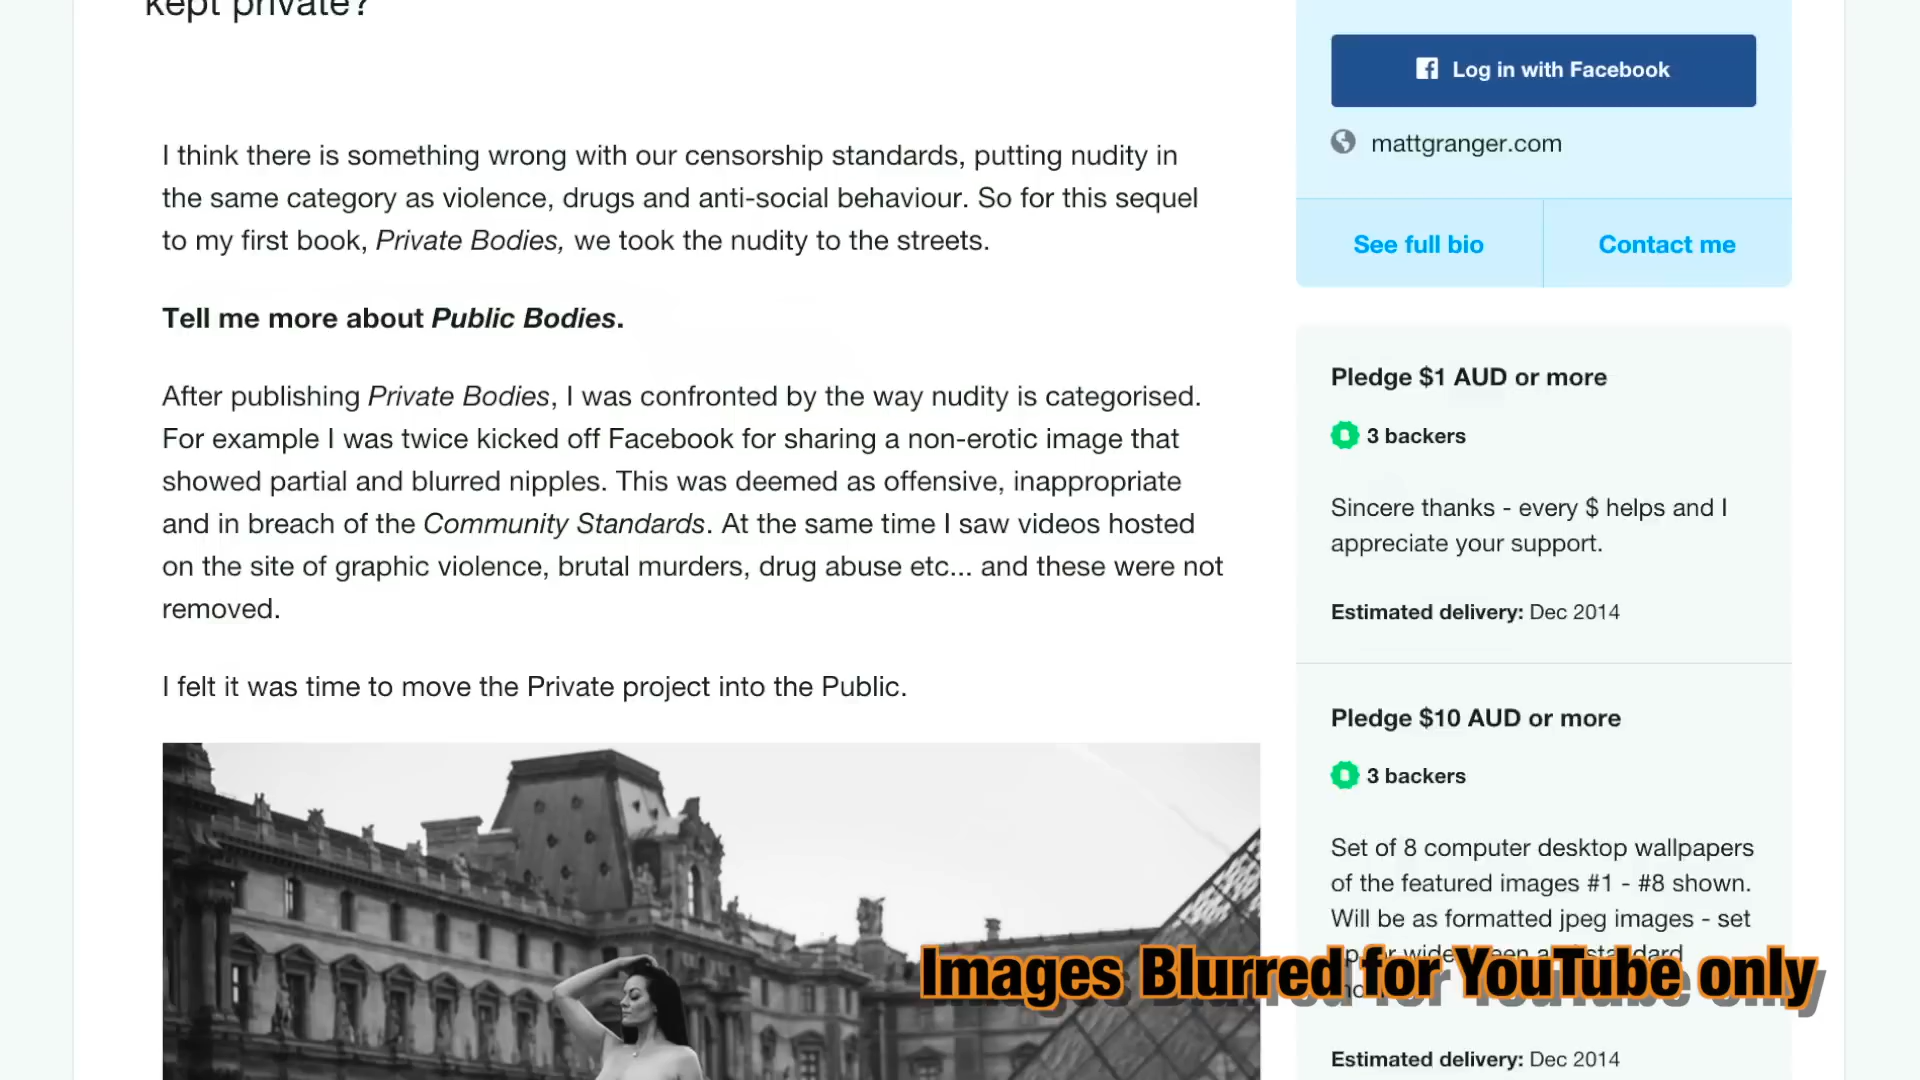 kept private?
I think there is something wrong with our censorship standards, putting nudity in
the same category as violence, drugs and anti-social behaviour. So for this sequel
to my first book, Private Bodies, we took the nudity to the streets.
Tell me more about Public Bodies.
After publishing Private Bodies, I was confronted by the way nudity is categorised.
For example I was twice kicked off Facebook for sharing a non-erotic image that
showed partial and blurred nipples. This was deemed as offensive, inappropriate
and in breach of the Community Standards. At the same time I saw videos hosted
on the site of graphic violence, brutal murders, drug abuse etc... and these were not
removed.
I felt it was time to move the Private project into the Public.
Log in with Facebook
mattgranger.com
See full bio
Contact me
Pledge $1 AUD or more
3 backers
Sincere thanks - every $ helps and I
appreciate your support.
Estimated delivery: Dec 2014
Pledge $10 AUD or more
3 backers
Set of 8 computer desktop wallpapers
of the featured images #1 - #8 shown.
Will be as formatted jpeg images - set
Images Blurred for YouTube only
Estimated delivery: Dec 2014